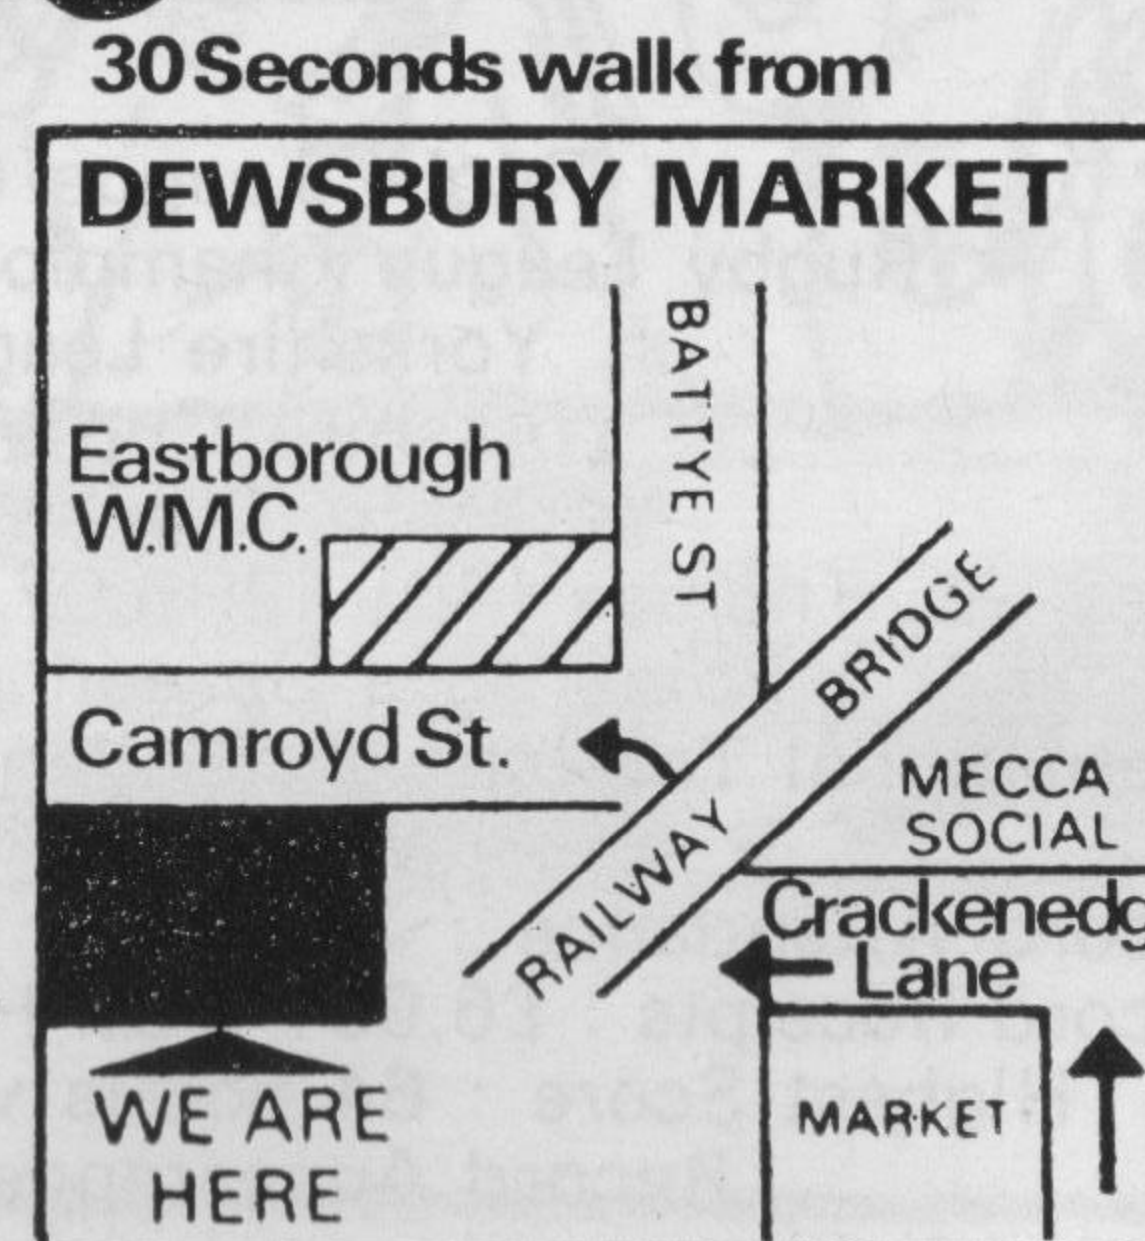 30 Seconds walk from
DEWSBURY MARKET
BATTYE ST
Eastborough
W.M.C.
BRIDGE
Camroyd St.
RAILWAY
MECCA
SOCIAL
Crackenedg
Lane
MARKET
WE ARE
HERE